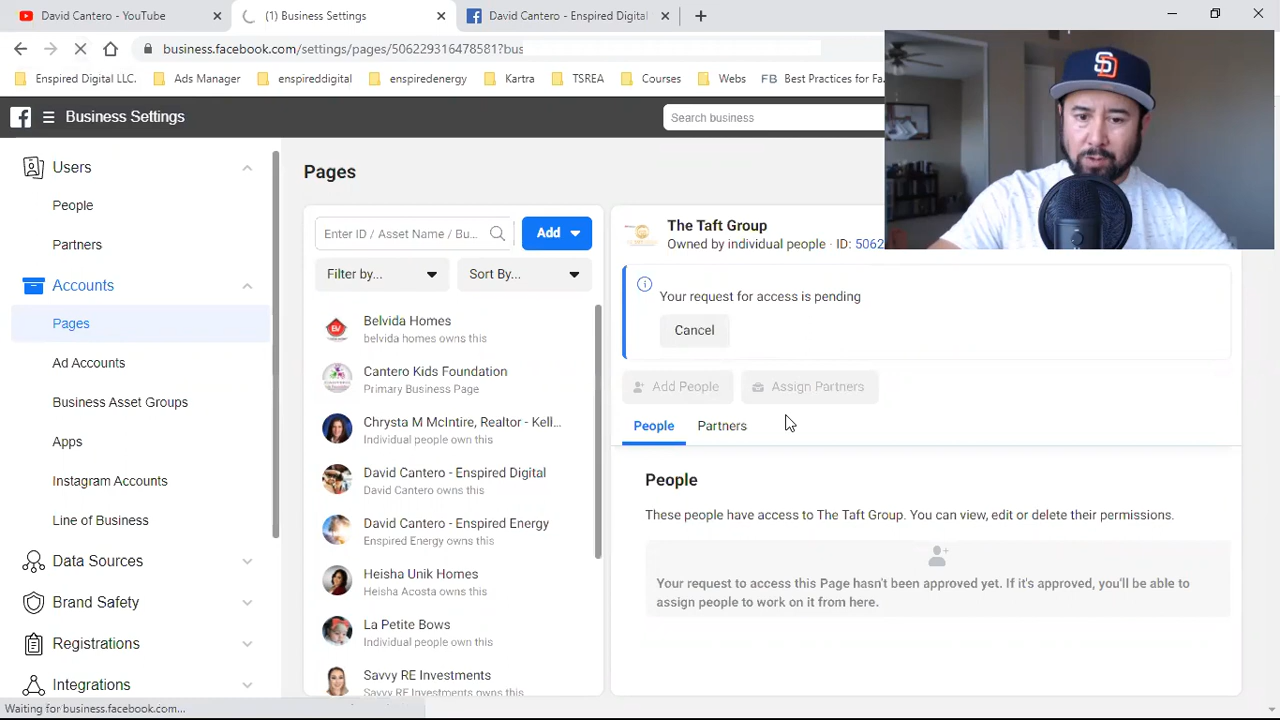 David Cantero - YouTube
(1) Business Settings
David Cantero - Enspired Digital
business.facebook.com/settings/pages/506229316478581?bus
Enspired Digital LLC.
Ads Manager
enspireddigital
enspiredenergy
Kartra
TSREA
Courses
Webs
FB Best Practices for Fa
Business Settings
Search business
Users
People
Partners
Accounts
Pages
Ad Accounts
Business Asset Groups
Apps
Instagram Accounts
Line of Business
Data Sources
Brand Safety
Registrations
Integrations
Pages
Enter ID / Asset Name / Bu...
Add
Filter by...
Sort By...
Belvida Homes
belvida homes owns this
Cantero Kids Foundation
Primary Business Page
Chrysta M McIntire, Realtor - Kell...
Individual people own this
David Cantero - Enspired Digital
David Cantero owns this
David Cantero - Enspired Energy
Enspired Energy owns this
Heisha Unik Homes
Heisha Acosta owns this
La Petite Bows
Individual people own this
Savvy RE Investments
Savvy RE Investments owns this
The Taft Group
Owned by individual people · ID: 5062
Your request for access is pending
Cancel
Add People
Assign Partners
People
Partners
People
These people have access to The Taft Group. You can view, edit or delete their permissions.
Your request to access this Page hasn't been approved yet. If it's approved, you'll be able to
assign people to work on it from here.
Waiting for business.facebook.com...
SD